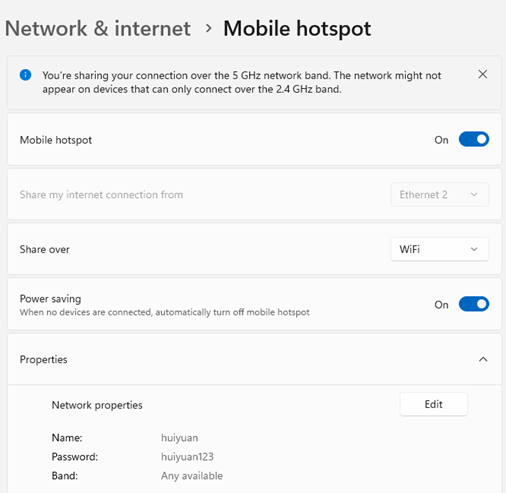 Network & internet > Mobile hotspot
You're sharing your connection over the 5 GHz network band. The network might not
appear on devices that can only connect over the 2.4 GHz band.
Mobile hotspot On
Share my internet connection from Ethernet 2
Share over WiFi
Power saving On
When no devices are connected, automatically turn off mobile hotspot
Properties
Network properties Edit
Name: huiyuan
Password: huiyuan123
Band: Any available